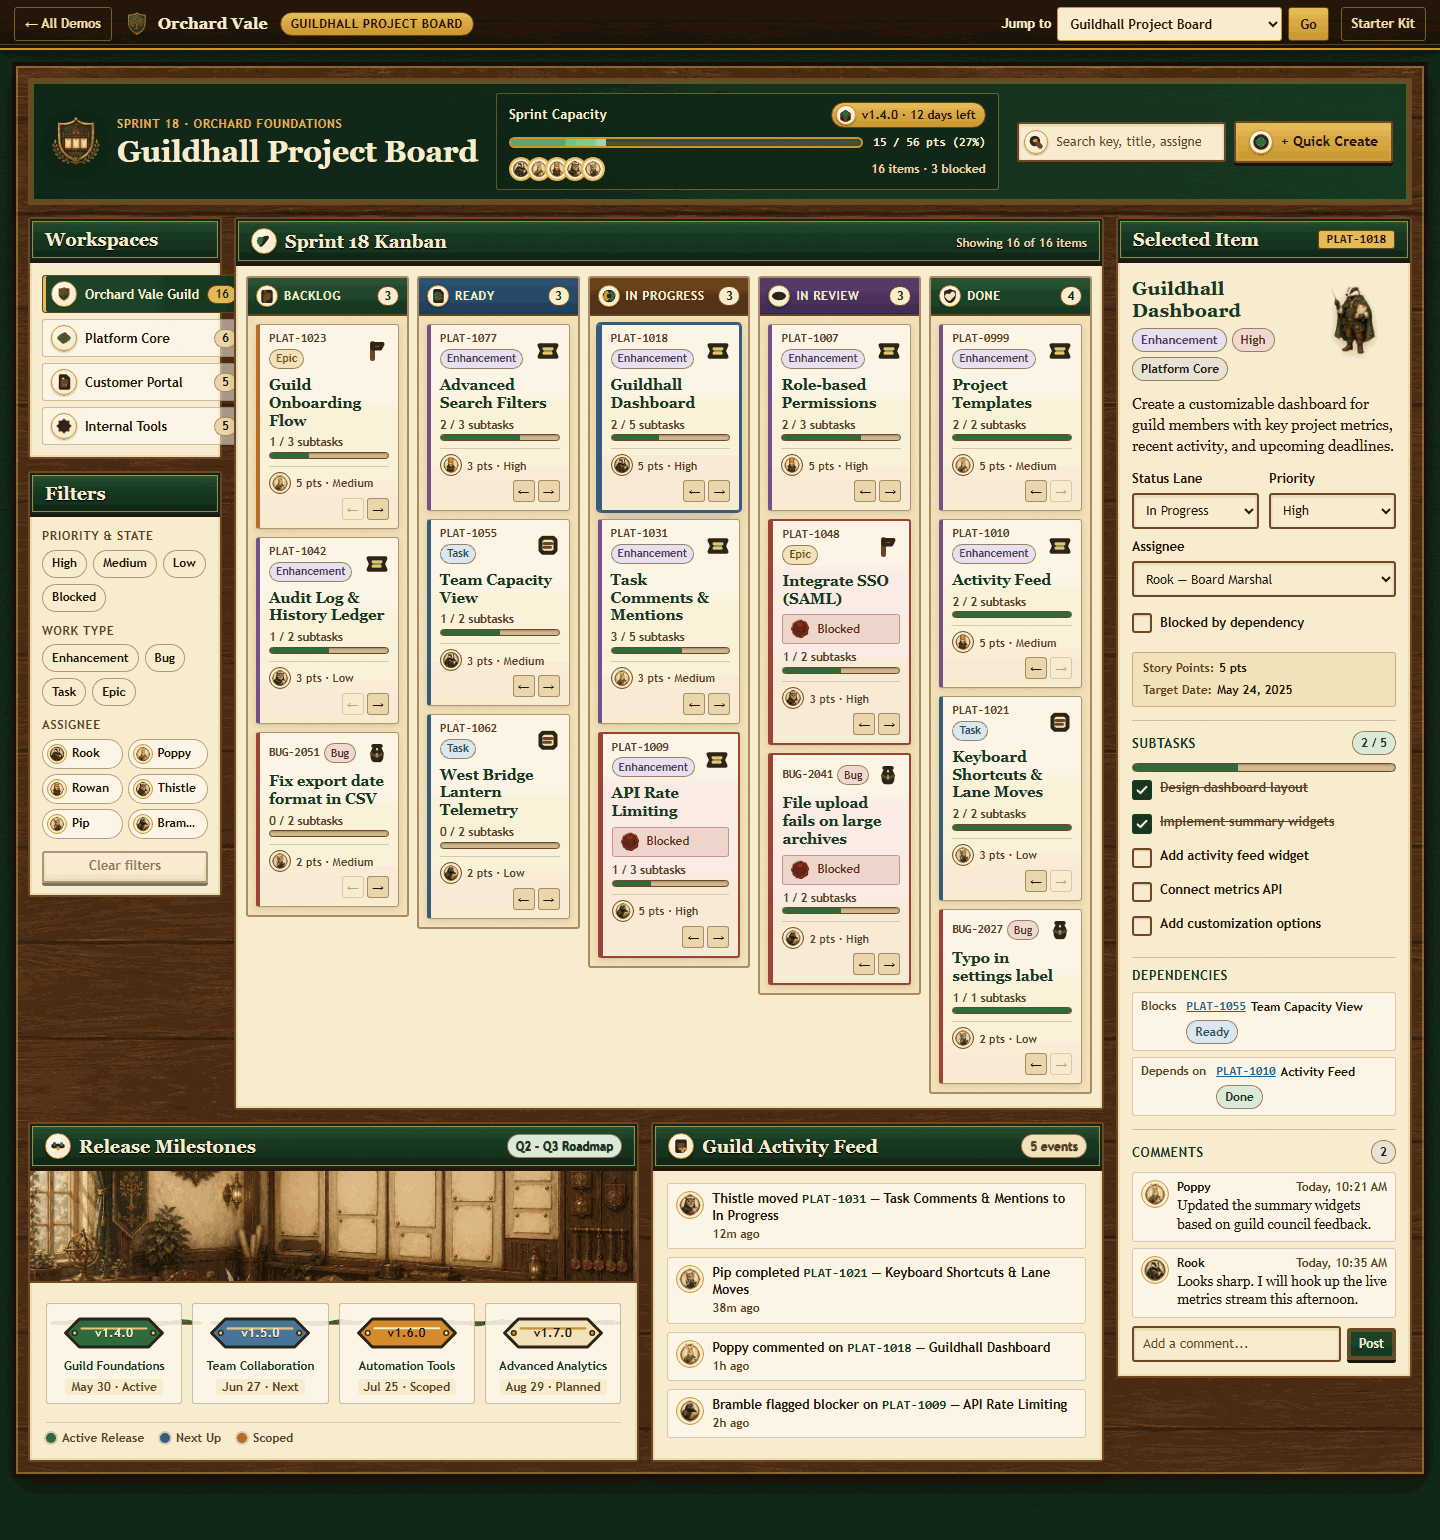 ← All Demos
Orchard Vale
GUILDHALL PROJECT BOARD
Jump to
Guildhall Project Board
Go
Starter Kit
SPRINT 18 · ORCHARD FOUNDATIONS
Guildhall Project Board
Sprint Capacity
v1.4.0 · 12 days left
15 / 56 pts (27%)
16 items · 3 blocked
Search key, title, assigne
+ Quick Create
Workspaces
Orchard Vale Guild 16
Platform Core 6
Customer Portal 5
Internal Tools 5
Filters
PRIORITY & STATE
High Medium Low
Blocked
WORK TYPE
Enhancement Bug
Task Epic
ASSIGNEE
Rook Poppy
Rowan Thistle
Pip Bram...
Clear filters
Sprint 18 Kanban
Showing 16 of 16 items
BACKLOG 3
PLAT-1023
Epic
Guild
Onboarding
Flow
1 / 3 subtasks
5 pts · Medium
← →
PLAT-1042
Enhancement
Audit Log &
History Ledger
1 / 2 subtasks
3 pts · Low
← →
BUG-2051 Bug
Fix export date
format in CSV
0 / 2 subtasks
2 pts · Medium
← →
READY 3
PLAT-1077
Enhancement
Advanced
Search Filters
2 / 3 subtasks
3 pts · High
← →
PLAT-1055
Task
Team Capacity
View
1 / 2 subtasks
3 pts · Medium
← →
PLAT-1062
Task
West Bridge
Lantern
Telemetry
0 / 2 subtasks
2 pts · Low
← →
IN PROGRESS 3
PLAT-1018
Enhancement
Guildhall
Dashboard
2 / 5 subtasks
5 pts · High
← →
PLAT-1031
Enhancement
Task
Comments &
Mentions
3 / 5 subtasks
3 pts · Medium
← →
PLAT-1009
Enhancement
API Rate
Limiting
Blocked
1 / 3 subtasks
5 pts · High
← →
IN REVIEW 3
PLAT-1007
Enhancement
Role-based
Permissions
2 / 3 subtasks
5 pts · High
← →
PLAT-1048
Epic
Integrate SSO
(SAML)
Blocked
1 / 2 subtasks
3 pts · High
← →
BUG-2041 Bug
File upload
fails on large
archives
Blocked
1 / 2 subtasks
2 pts · High
← →
DONE 4
PLAT-0999
Enhancement
Project
Templates
2 / 2 subtasks
5 pts · Medium
← →
PLAT-1010
Enhancement
Activity Feed
2 / 2 subtasks
5 pts · Medium
← →
PLAT-1021
Task
Keyboard
Shortcuts &
Lane Moves
2 / 2 subtasks
3 pts · Low
← →
BUG-2027 Bug
Typo in
settings label
1 / 1 subtasks
2 pts · Low
← →
Selected Item
PLAT-1018
Guildhall
Dashboard
Enhancement High
Platform Core
Create a customizable dashboard for
guild members with key project metrics,
recent activity, and upcoming deadlines.
Status Lane Priority
In Progress High
Assignee
Rook — Board Marshal
Blocked by dependency
Story Points: 5 pts
Target Date: May 24, 2025
SUBTASKS 2 / 5
Design dashboard layout
Implement summary widgets
Add activity feed widget
Connect metrics API
Add customization options
DEPENDENCIES
Blocks PLAT-1055 Team Capacity View
Ready
Depends on PLAT-1010 Activity Feed
Done
COMMENTS 2
Poppy Today, 10:21 AM
Updated the summary widgets
based on guild council feedback.
Rook Today, 10:35 AM
Looks sharp. I will hook up the live
metrics stream this afternoon.
Add a comment...
Post
Release Milestones
Q2 - Q3 Roadmap
v1.4.0
Guild Foundations
May 30 · Active
v1.5.0
Team Collaboration
Jun 27 · Next
v1.6.0
Automation Tools
Jul 25 · Scoped
v1.7.0
Advanced Analytics
Aug 29 · Planned
Active Release Next Up Scoped
Guild Activity Feed
5 events
Thistle moved PLAT-1031 — Task Comments & Mentions to
In Progress
12m ago
Pip completed PLAT-1021 — Keyboard Shortcuts & Lane
Moves
38m ago
Poppy commented on PLAT-1018 — Guildhall Dashboard
1h ago
Bramble flagged blocker on PLAT-1009 — API Rate Limiting
2h ago